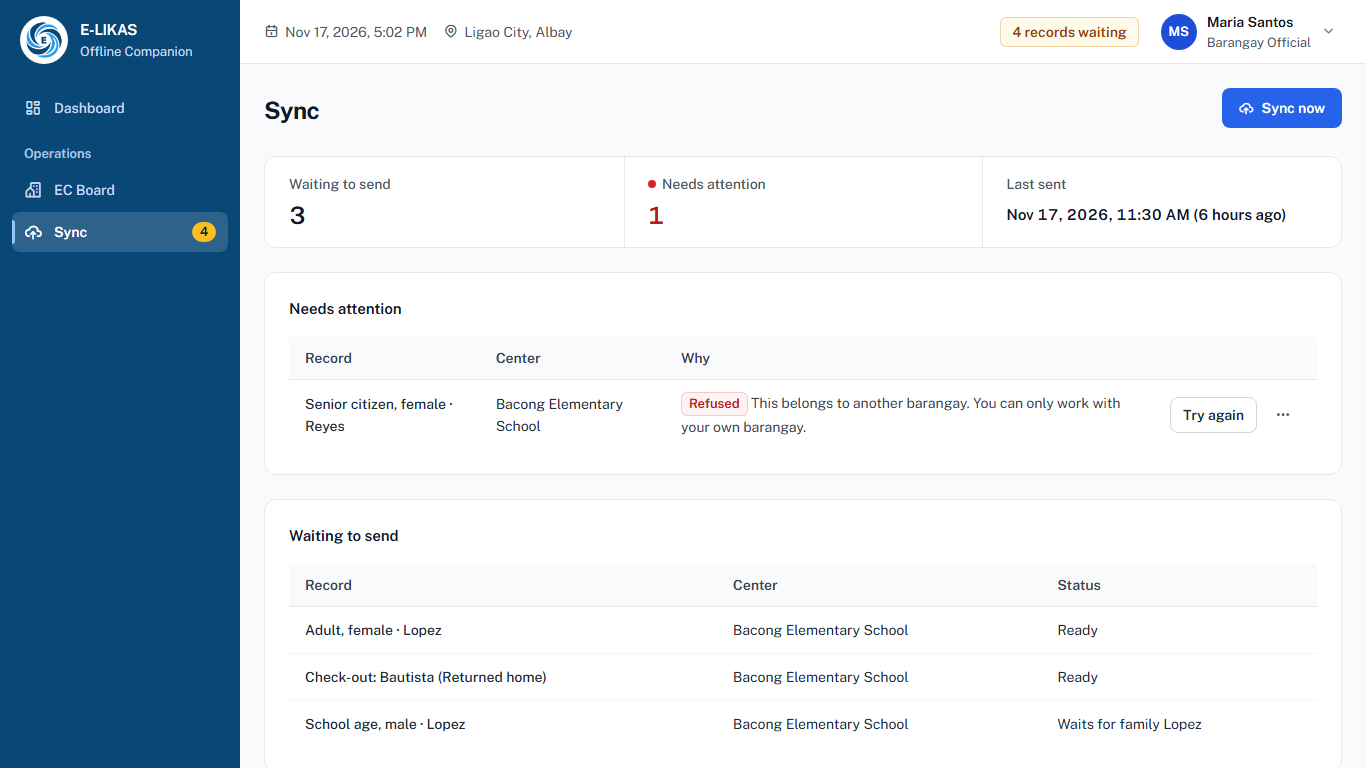 E-LIKAS
Offline Companion
Dashboard
Operations
EC Board
Sync 4
Nov 17, 2026, 5:02 PM Ligao City, Albay
4 records waiting
MS
Maria Santos
Barangay Official
Sync
Sync now
Waiting to send
3
Needs attention
1
Last sent
Nov 17, 2026, 11:30 AM (6 hours ago)
Needs attention
Record Center Why
Senior citizen, female ·
Reyes
Bacong Elementary
School
Refused This belongs to another barangay. You can only work with
your own barangay.
Try again ···
Waiting to send
Record Center Status
Adult, female · Lopez Bacong Elementary School Ready
Check-out: Bautista (Returned home) Bacong Elementary School Ready
School age, male · Lopez Bacong Elementary School Waits for family Lopez